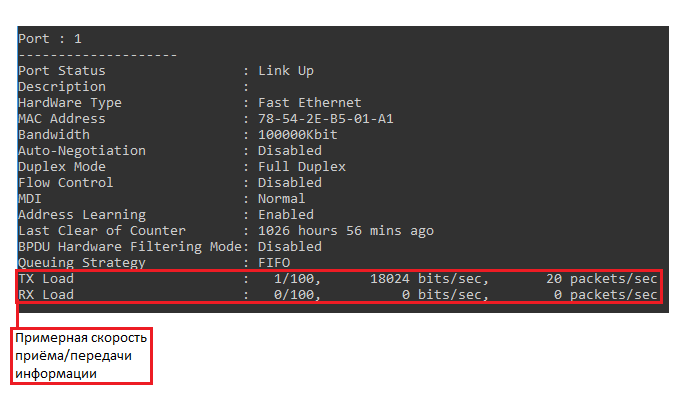 Port : 1
--------------------
Port Status : Link Up
Description :
HardWare Type : Fast Ethernet
MAC Address : 78-54-2E-B5-01-A1
Bandwidth : 100000Kbit
Auto-Negotiation : Disabled
Duplex Mode : Full Duplex
Flow Control : Disabled
MDI : Normal
Address Learning : Enabled
Last Clear of Counter : 1026 hours 56 mins ago
BPDU Hardware Filtering Mode: Disabled
Queuing Strategy : FIFO
TX Load : 1/100, 18024 bits/sec, 20 packets/sec
RX Load : 0/100, 0 bits/sec, 0 packets/sec
Примерная скорость
приёма/передачи
информации